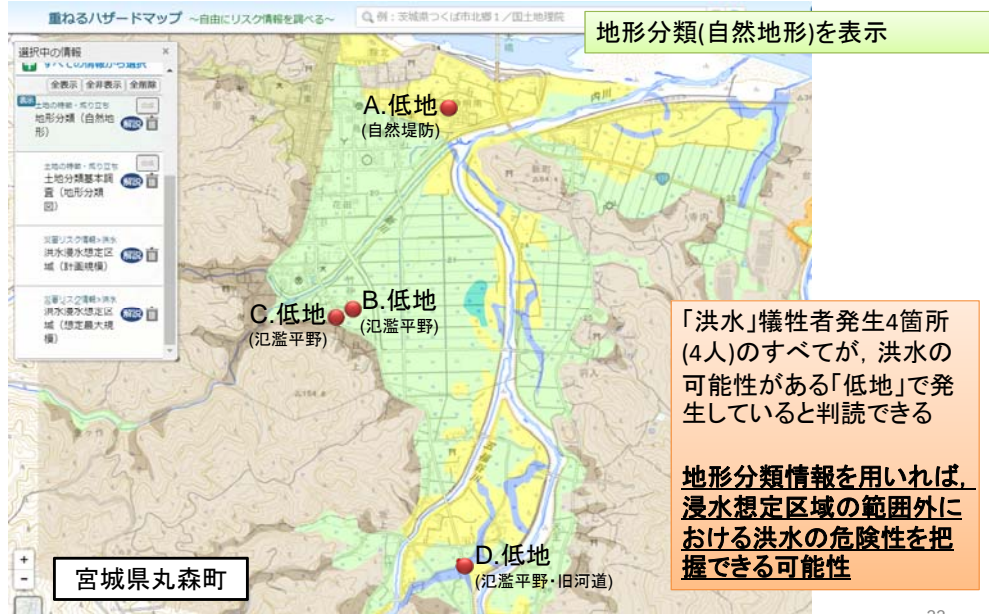 重ねるハザードマップ ～自由にリスク情報を調べる～
例：茨城県つくば市北郷1／国土地理院
地形分類(自然地形)を表示
選択中の情報 ×
すべての情報から選択
全表示 全非表示 全削除
表示
土地の特徴・成り立ち
地形分類（自然地
形） 解説
土地の特徴・成り立ち
土地分類基本調
査（地形分類
図） 解説
災害リスク情報>洪水
洪水浸水想定区
域（計画規模） 解説
災害リスク情報>洪水
洪水浸水想定区
域（想定最大規
模） 解説
A.低地
(自然堤防)
内川
B.低地
(氾濫平野)
C.低地
(氾濫平野)
D.低地
(氾濫平野・旧河道)
「洪水」犠牲者発生4箇所
(4人)のすべてが，洪水の
可能性がある「低地」で発
生していると判読できる
地形分類情報を用いれば，
浸水想定区域の範囲外に
おける洪水の危険性を把
握できる可能性
+
-
宮城県丸森町